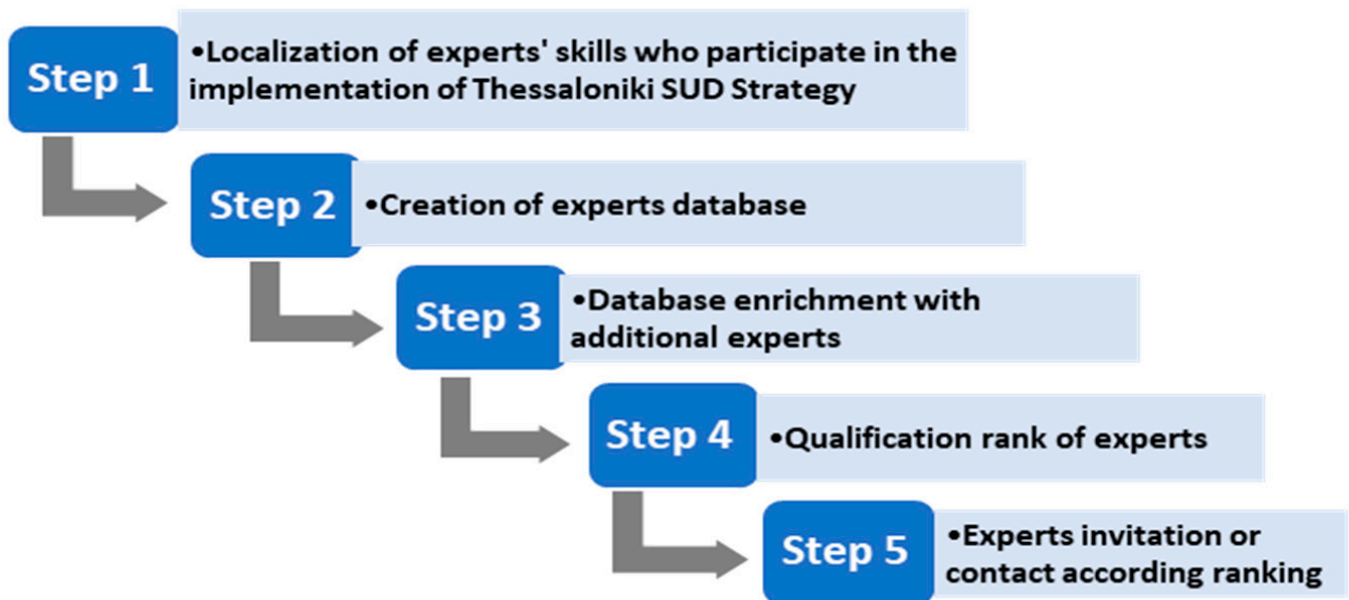 Step 1
•Localization of experts' skills who participate in the
implementation of Thessaloniki SUD Strategy
Step 2
•Creation of experts database
Step 3
•Database enrichment with
additional experts
Step 4
•Qualification rank of experts
Step 5
•Experts invitation or
contact according ranking